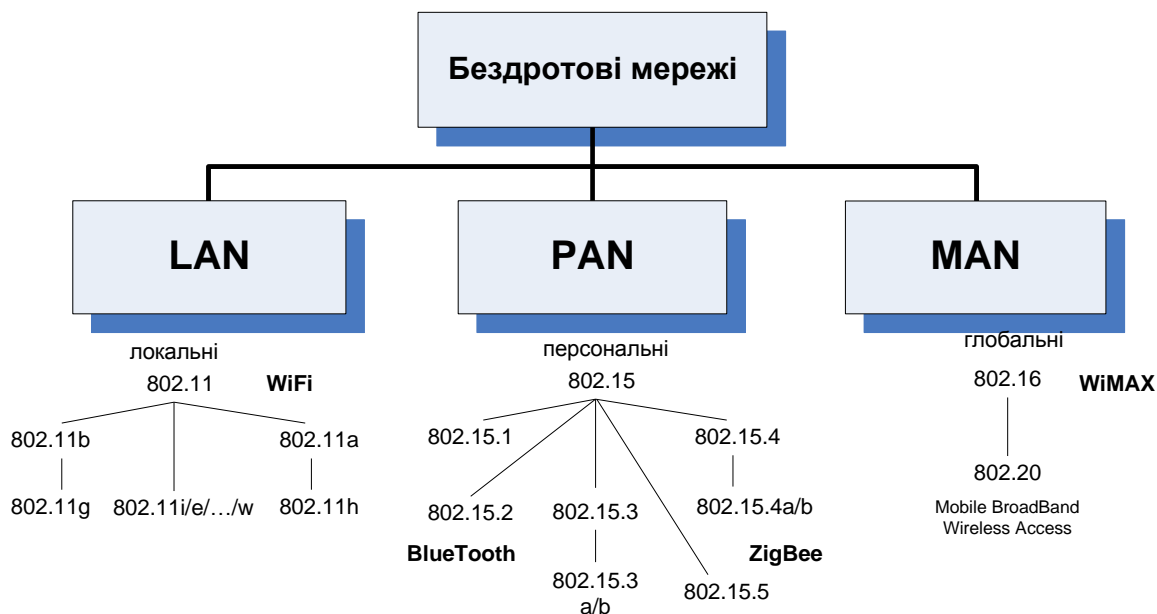 Бездротові мережі
LAN
PAN
MAN
локальні
персональні
глобальні
802.11
WiFi
802.15
802.16
WiMAX
802.11b
802.11a
802.15.1
802.15.4
802.20
802.11g
802.11i/e/…/w
802.11h
802.15.2
802.15.3
802.15.4a/b
Mobile BroadBand
Wireless Access
BlueTooth
ZigBee
802.15.3
a/b
802.15.5